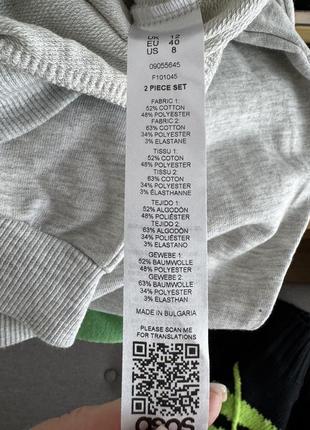 UK 12
EU 40
US 8
09055645
F101045
2 PIECE SET
FABRIC 1:
52% COTTON
48% POLYESTER
FABRIC 2:
63% COTTON
34% POLYESTER
3% ELASTANE
TISSU 1:
52% COTON
48% POLYESTER
TISSU 2:
63% COTON
34% POLYESTER
3% ÉLASTHANNE
TEJIDO 1:
52% ALGODÓN
48% POLIÉSTER
TEJIDO 2:
63% ALGODÓN
34% POLIÉSTER
3% ELASTANO
GEWEBE 1:
52% BAUMWOLLE
48% POLYESTER
GEWEBE 2:
63% BAUMWOLLE
34% POLYESTER
3% ELASTHAN
MADE IN BULGARIA
PLEASE SCAN ME
FOR TRANSLATIONS
asos